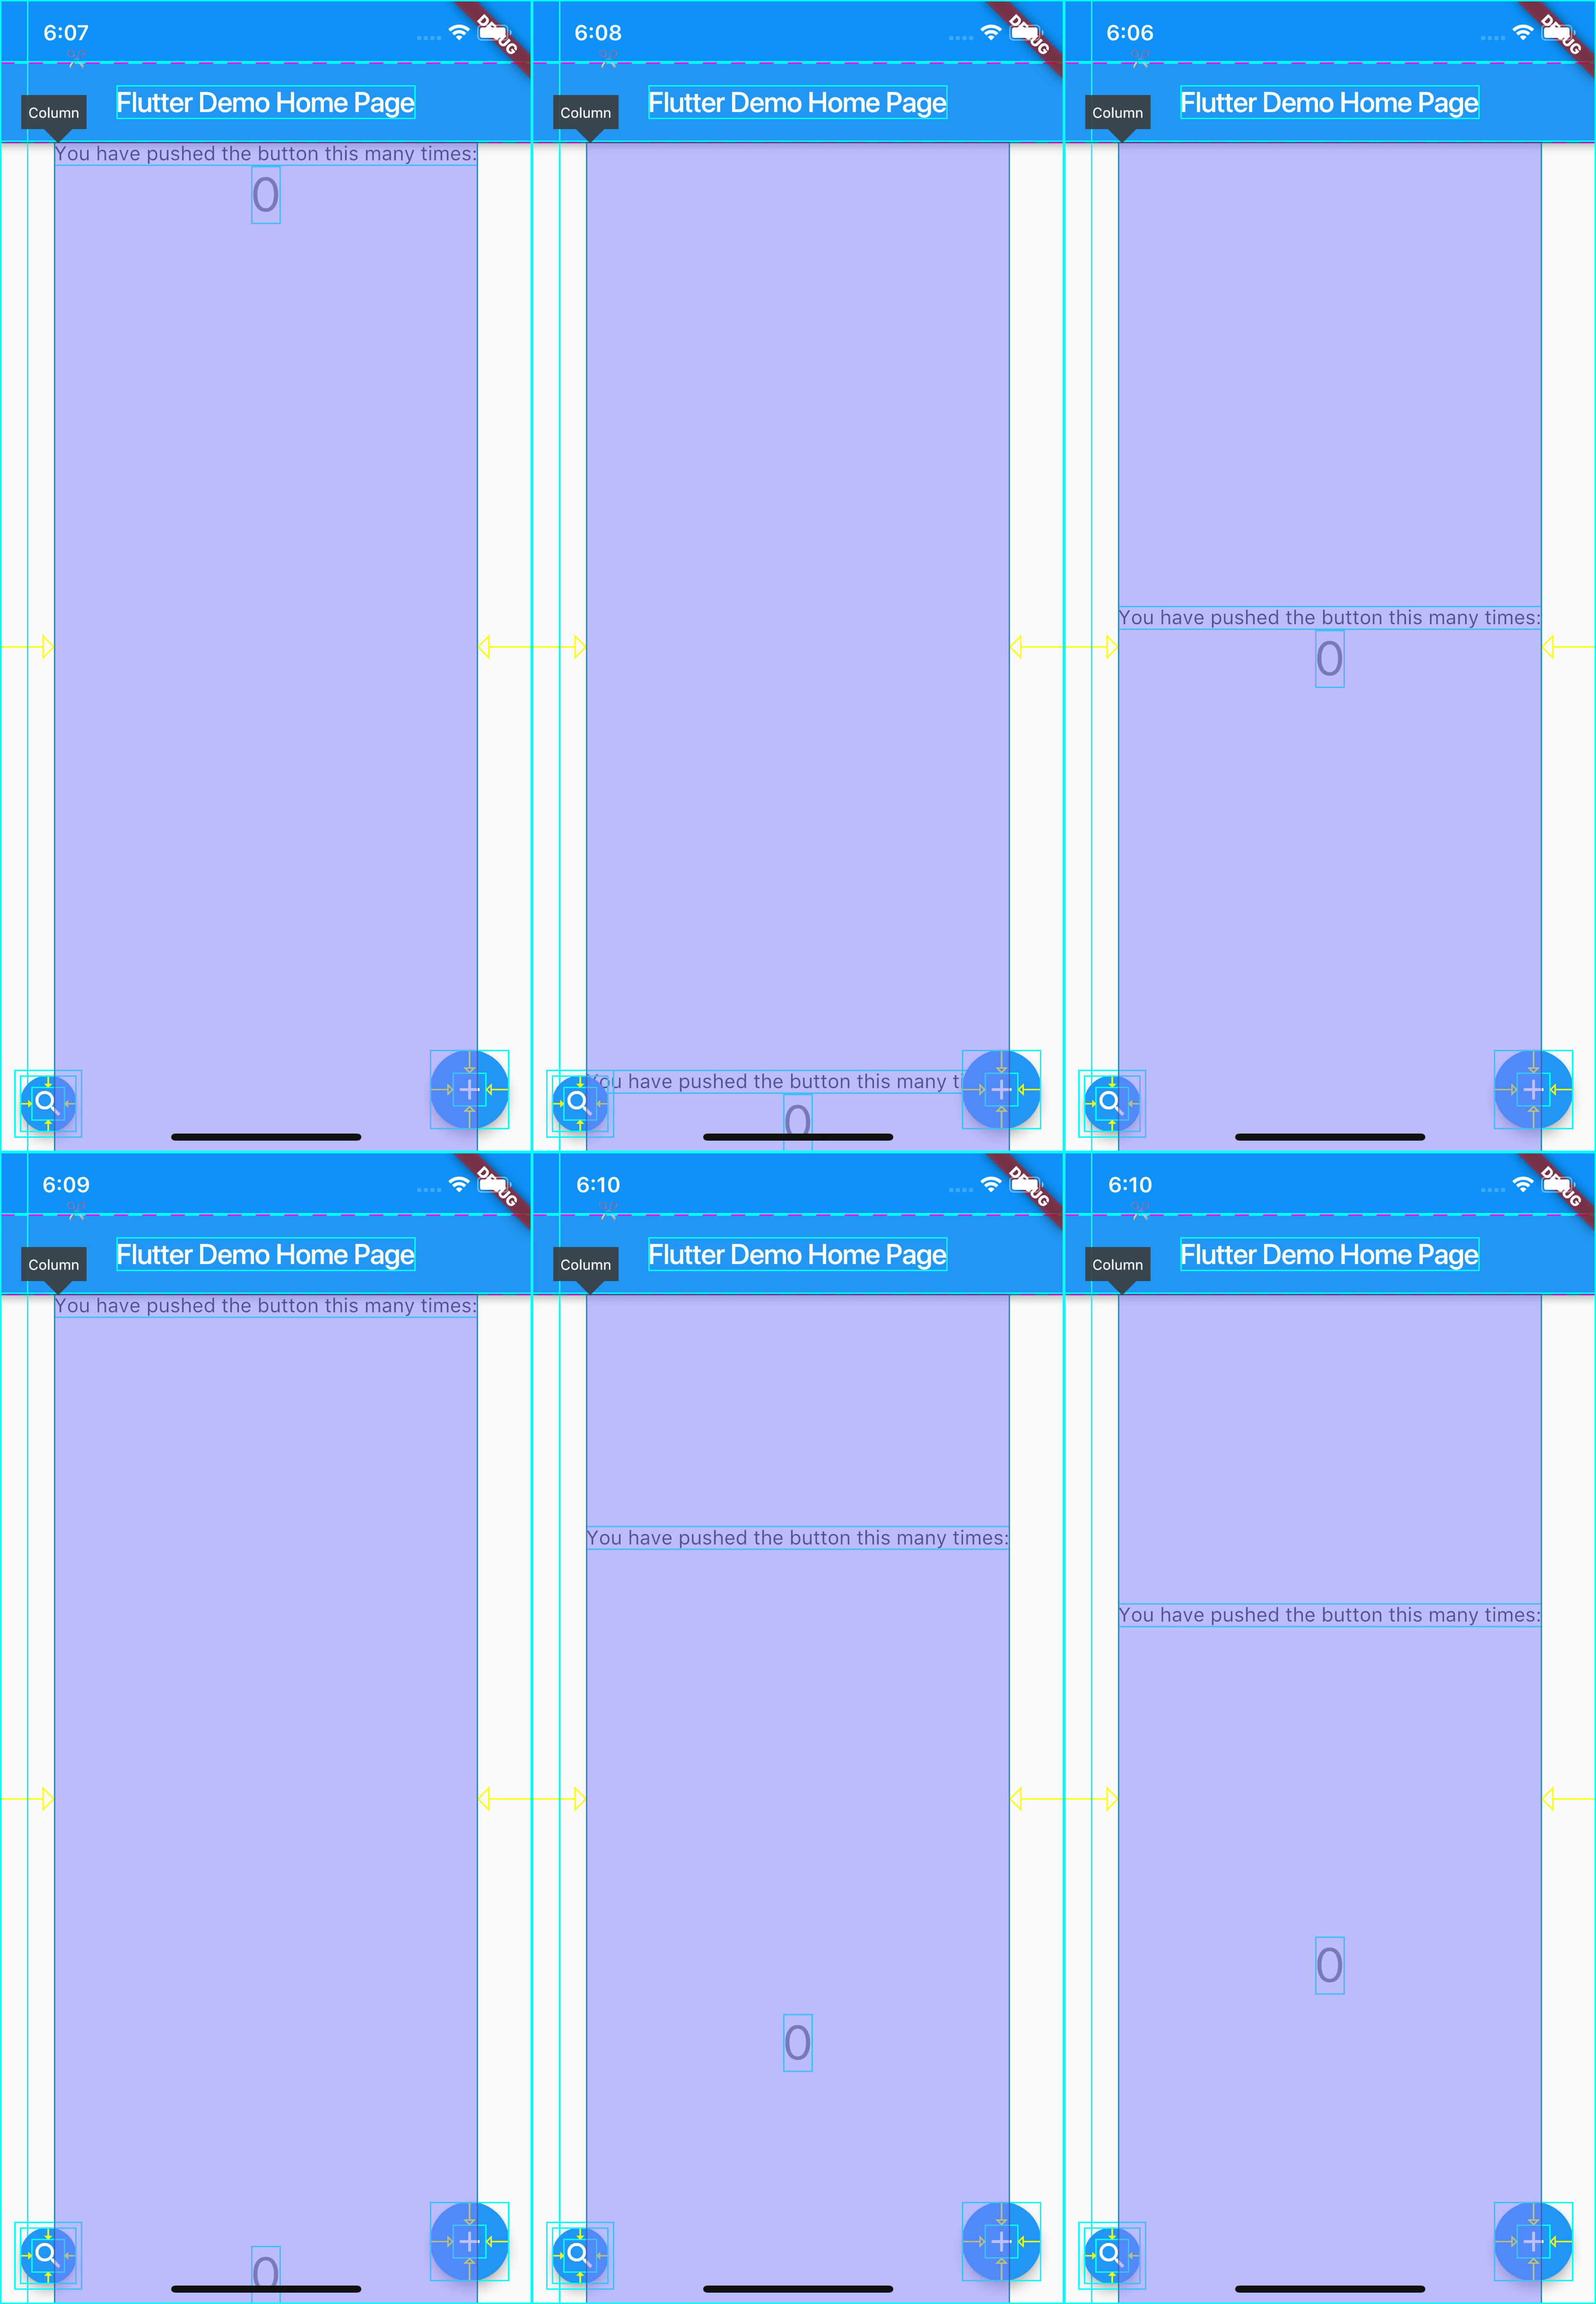 6:07
DEBUG
Flutter Demo Home Page
Column
You have pushed the button this many times:
0
6:08
DEBUG
Flutter Demo Home Page
Column
You have pushed the button this many t
0
6:06
DEBUG
Flutter Demo Home Page
Column
You have pushed the button this many times:
0
6:09
DEBUG
Flutter Demo Home Page
Column
You have pushed the button this many times:
0
6:10
DEBUG
Flutter Demo Home Page
Column
You have pushed the button this many times:
0
6:10
DEBUG
Flutter Demo Home Page
Column
You have pushed the button this many times:
0